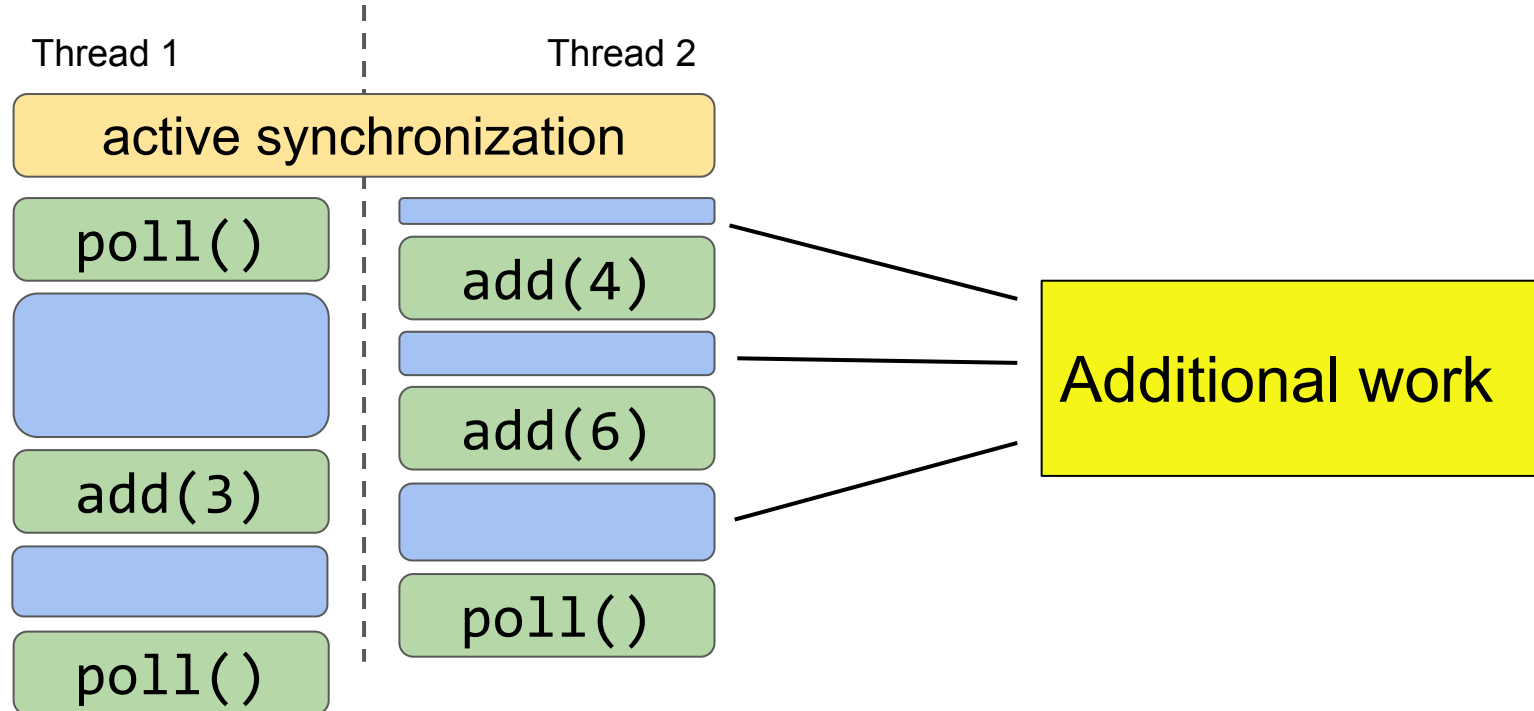 Thread 1
Thread 2
active synchronization
poll()
add(4)
add(6)
add(3)
poll()
poll()
Additional work